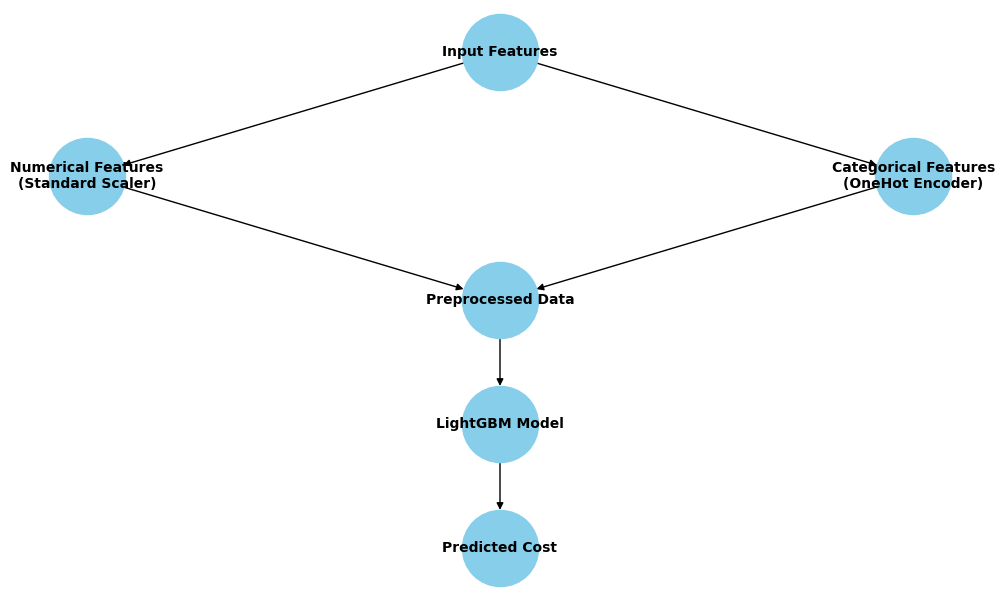 Input Features
Numerical Features
(Standard Scaler)
Categorical Features
(OneHot Encoder)
Preprocessed Data
LightGBM Model
Predicted Cost